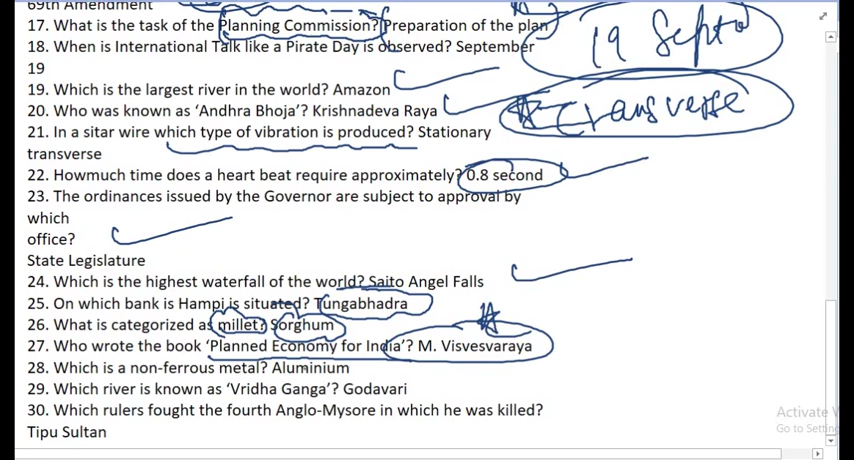 69th Amendment
17. What is the task of the Planning Commission? Preparation of the plan
18. When is International Talk like a Pirate Day is observed? September
19
19. Which is the largest river in the world? Amazon
20. Who was known as ‘Andhra Bhoja’? Krishnadeva Raya
21. In a sitar wire which type of vibration is produced? Stationary
transverse
22. Howmuch time does a heart beat require approximately? 0.8 second
23. The ordinances issued by the Governor are subject to approval by
which
office?
State Legislature
24. Which is the highest waterfall of the world? Saito Angel Falls
25. On which bank is Hampi is situated? Tungabhadra
26. What is categorized as millet? Sorghum
27. Who wrote the book ‘Planned Economy for India’? M. Visvesvaraya
28. Which is a non-ferrous metal? Aluminium
29. Which river is known as ‘Vridha Ganga’? Godavari
30. Which rulers fought the fourth Anglo-Mysore in which he was killed?
Tipu Sultan
19 Sept
transverse
Activate
Go to Settin